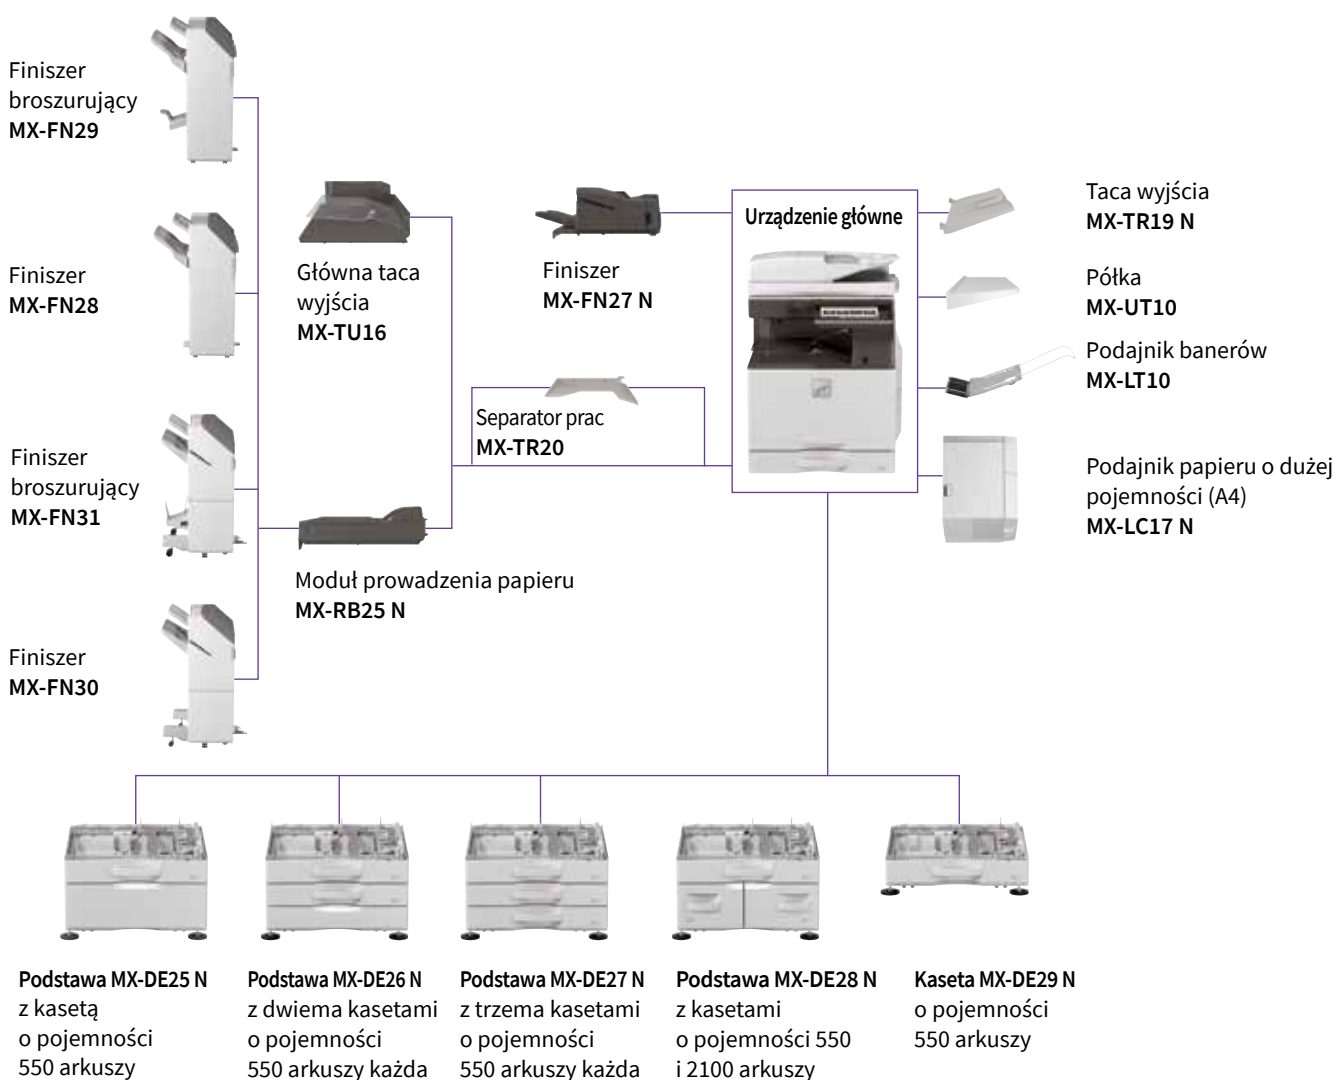 Finiszer
broszurujący
MX-FN29
Finiszer
MX-FN28
Finiszer
broszurujący
MX-FN31
Finiszer
MX-FN30
Główna taca
wyjścia
MX-TU16
Moduł prowadzenia papieru
MX-RB25 N
Finiszer
MX-FN27 N
Separator prac
MX-TR20
Urządzenie główne
Taca wyjścia
MX-TR19 N
Półka
MX-UT10
Podajnik banerów
MX-LT10
Podajnik papieru o dużej
pojemności (A4)
MX-LC17 N
Podstawa MX-DE25 N
z kasetą
o pojemności
550 arkuszy
Podstawa MX-DE26 N
z dwiema kasetami
o pojemności
550 arkuszy każda
Podstawa MX-DE27 N
z trzema kasetami
o pojemności
550 arkuszy każda
Podstawa MX-DE28 N
z kasetami
o pojemności 550
i 2100 arkuszy
Kaseta MX-DE29 N
o pojemności
550 arkuszy